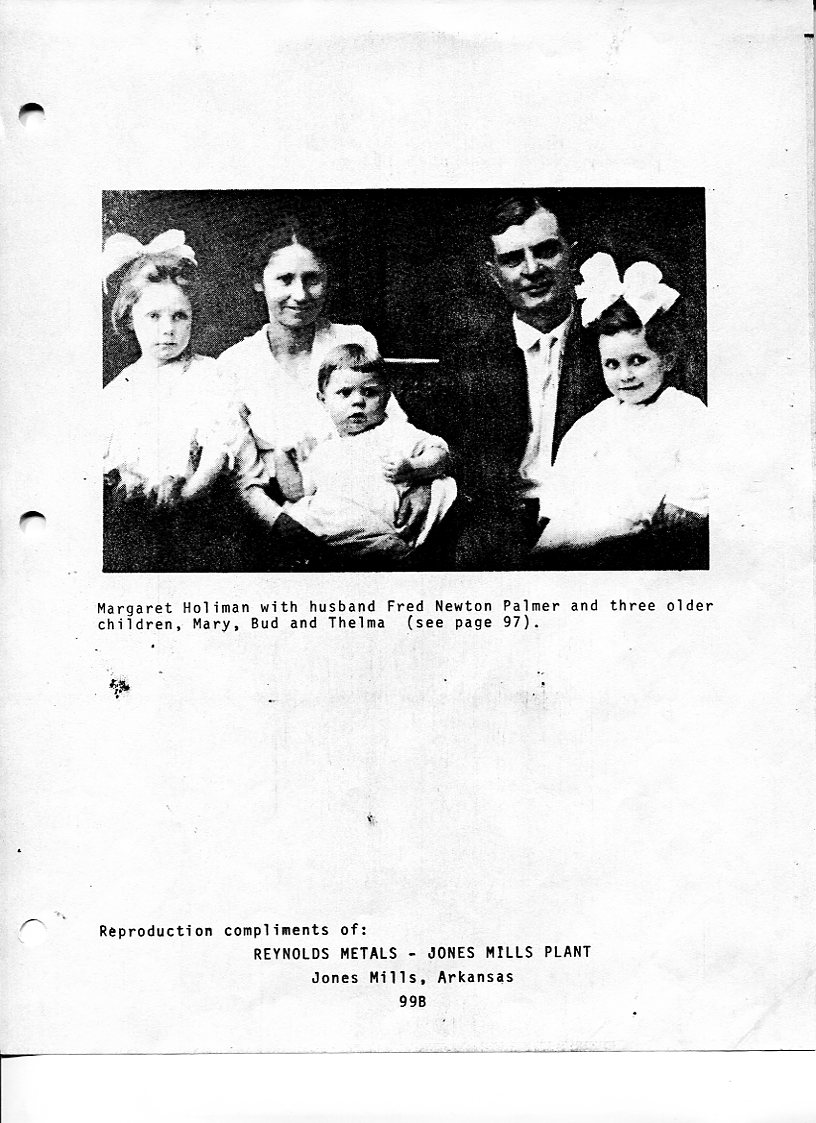 Margaret Holiman with husband Fred Newton Palmer and three older
children, Mary, Bud and Thelma (see page 97).
Reproduction compliments of:
REYNOLDS METALS - JONES MILLS PLANT
Jones Mills, Arkansas
99B